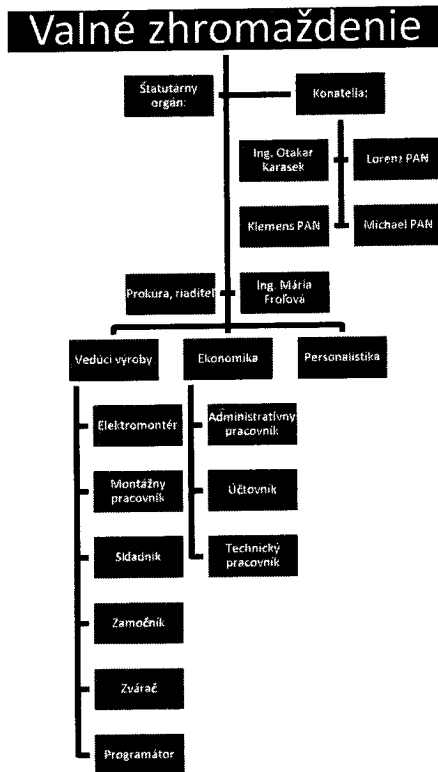 Valné zhromaždenie
Štatutárny
orgán:
Konatelia:
Ing. Otakar
Karasek
Lorenz PAN
Klemens PAN
Michael PAN
Prokúra, riaditeľ
Ing. Mária
Froľová
Vedúci výroby
Ekonomika
Personalistika
Elektromontér
Administratívny
pracovník
Montážny
pracovník
Účtovník
Skladník
Technický
pracovník
Zamočník
Zvárač
Programátor